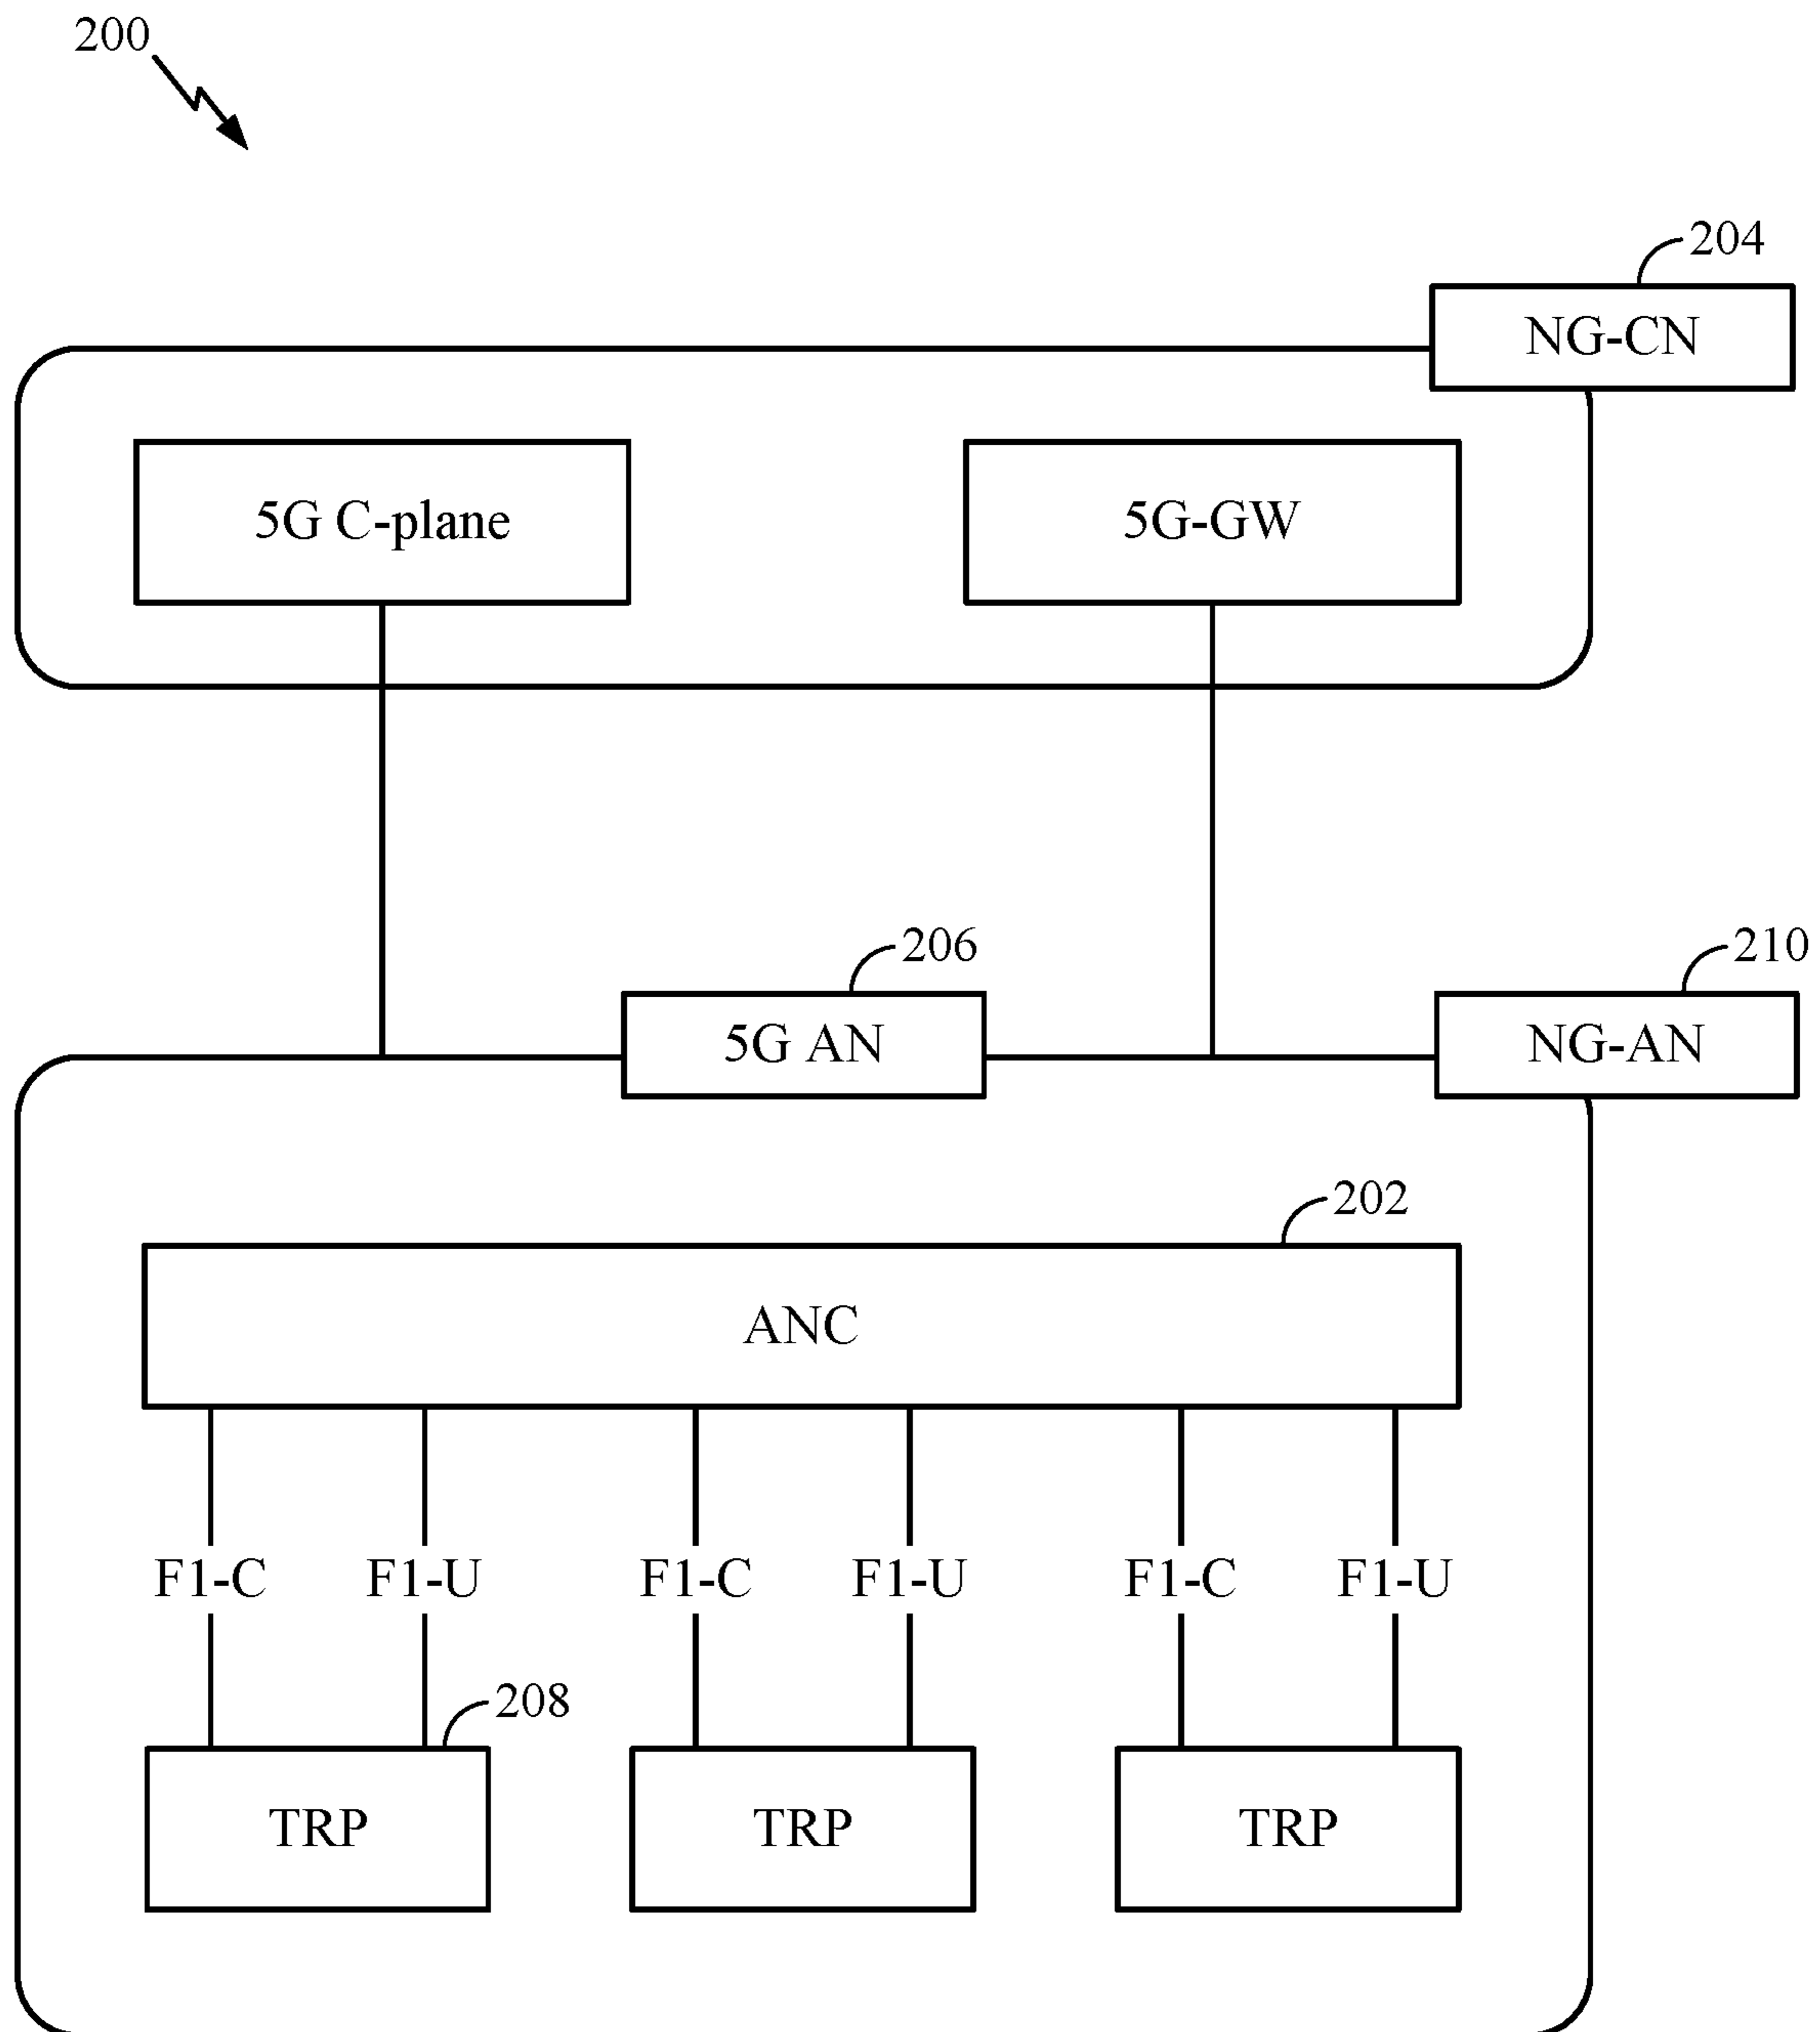 200
204
NG-CN
5G C-plane
5G-GW
206
210
5G AN
NG-AN
202
ANC
F1-C
F1-U
F1-C
F1-U
F1-C
F1-U
208
TRP
TRP
TRP